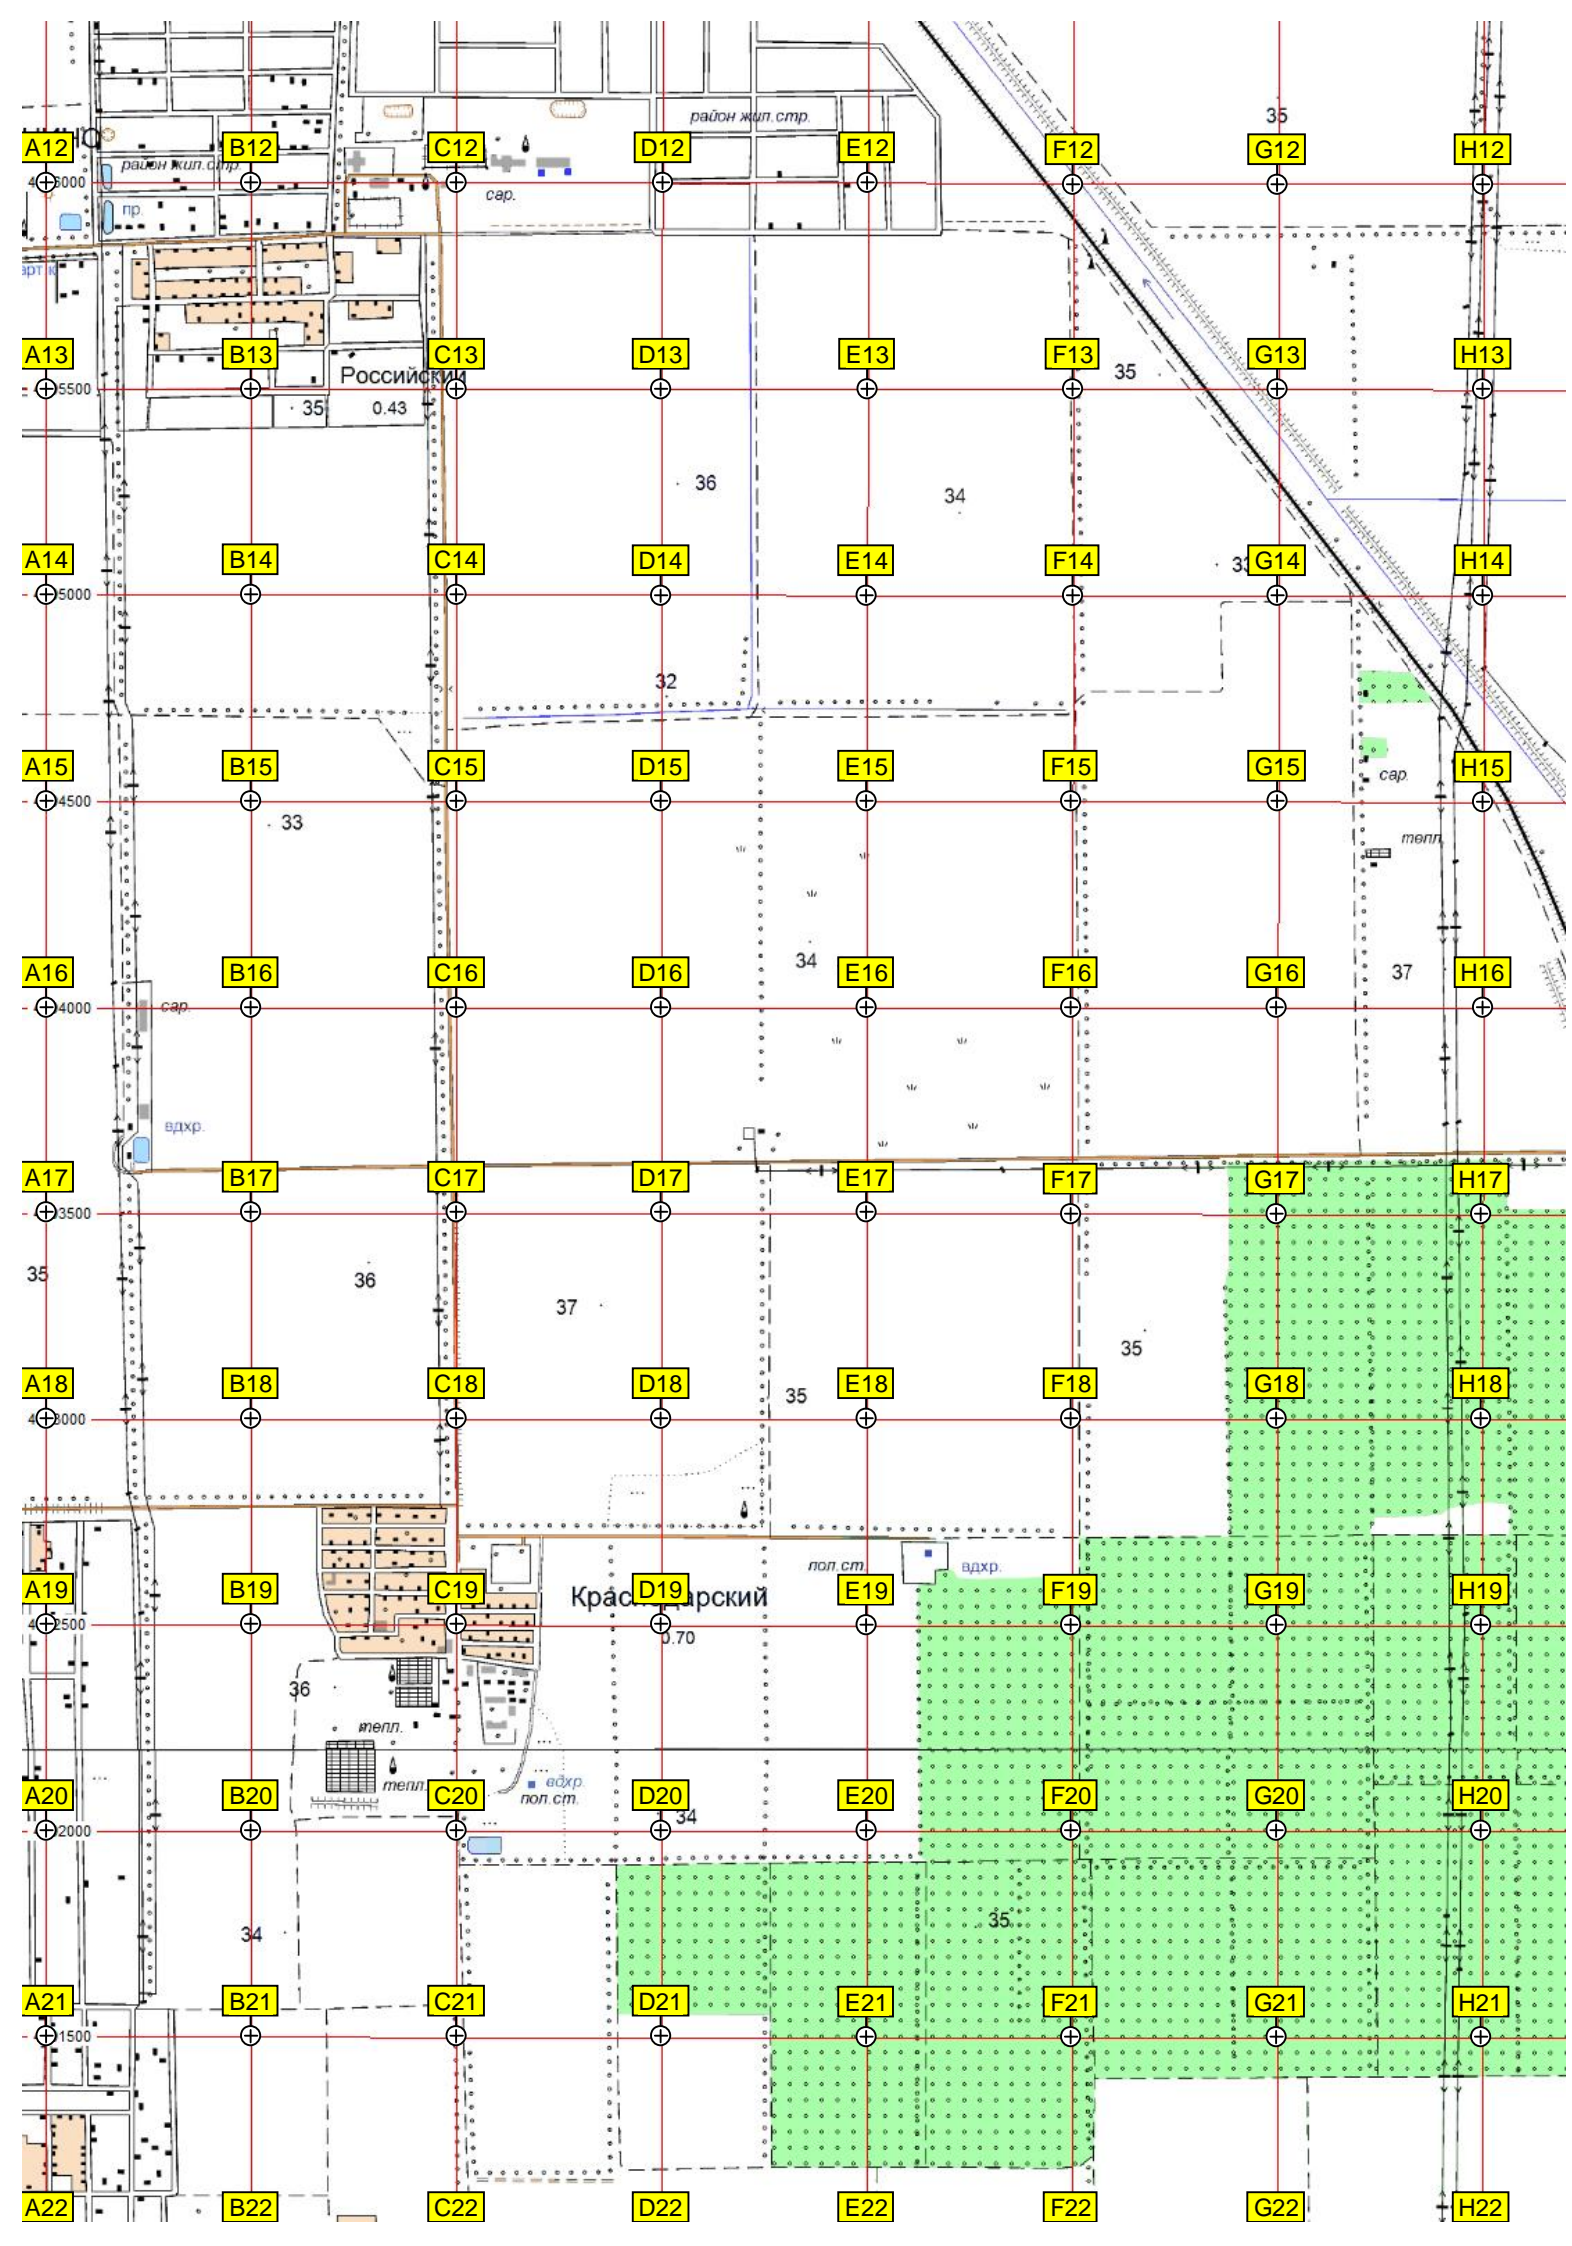 район жил.стр.
35
A12 B12 C12 D12 E12 F12 G12 H12
район жил.стр.
сар.
6000
пр.
A13 B13 C13 D13 E13 F13 G13 H13
Российский
35
5500
35 0.43
36
34
A14 B14 C14 D14 E14 F14 G14 H14
5000
32
A15 B15 C15 D15 E15 F15 G15 H15
сар.
4500
33
тепл.
34
37
A16 B16 C16 D16 E16 F16 G16 H16
сар.
4000
вдхр.
A17 B17 C17 D17 E17 F17 G17 H17
3500
35
36
37
35
A18 B18 C18 D18 E18 F18 G18 H18
35
3000
пол.ст.
вдхр.
A19 B19 C19 D19 E19 F19 G19 H19
Краснодарский
2500
0.70
36
тепл.
тепл.
вдхр.
пол.ст.
A20 B20 C20 D20 E20 F20 G20 H20
34
2000
35
34
A21 B21 C21 D21 E21 F21 G21 H21
1500
A22 B22 C22 D22 E22 F22 G22 H22